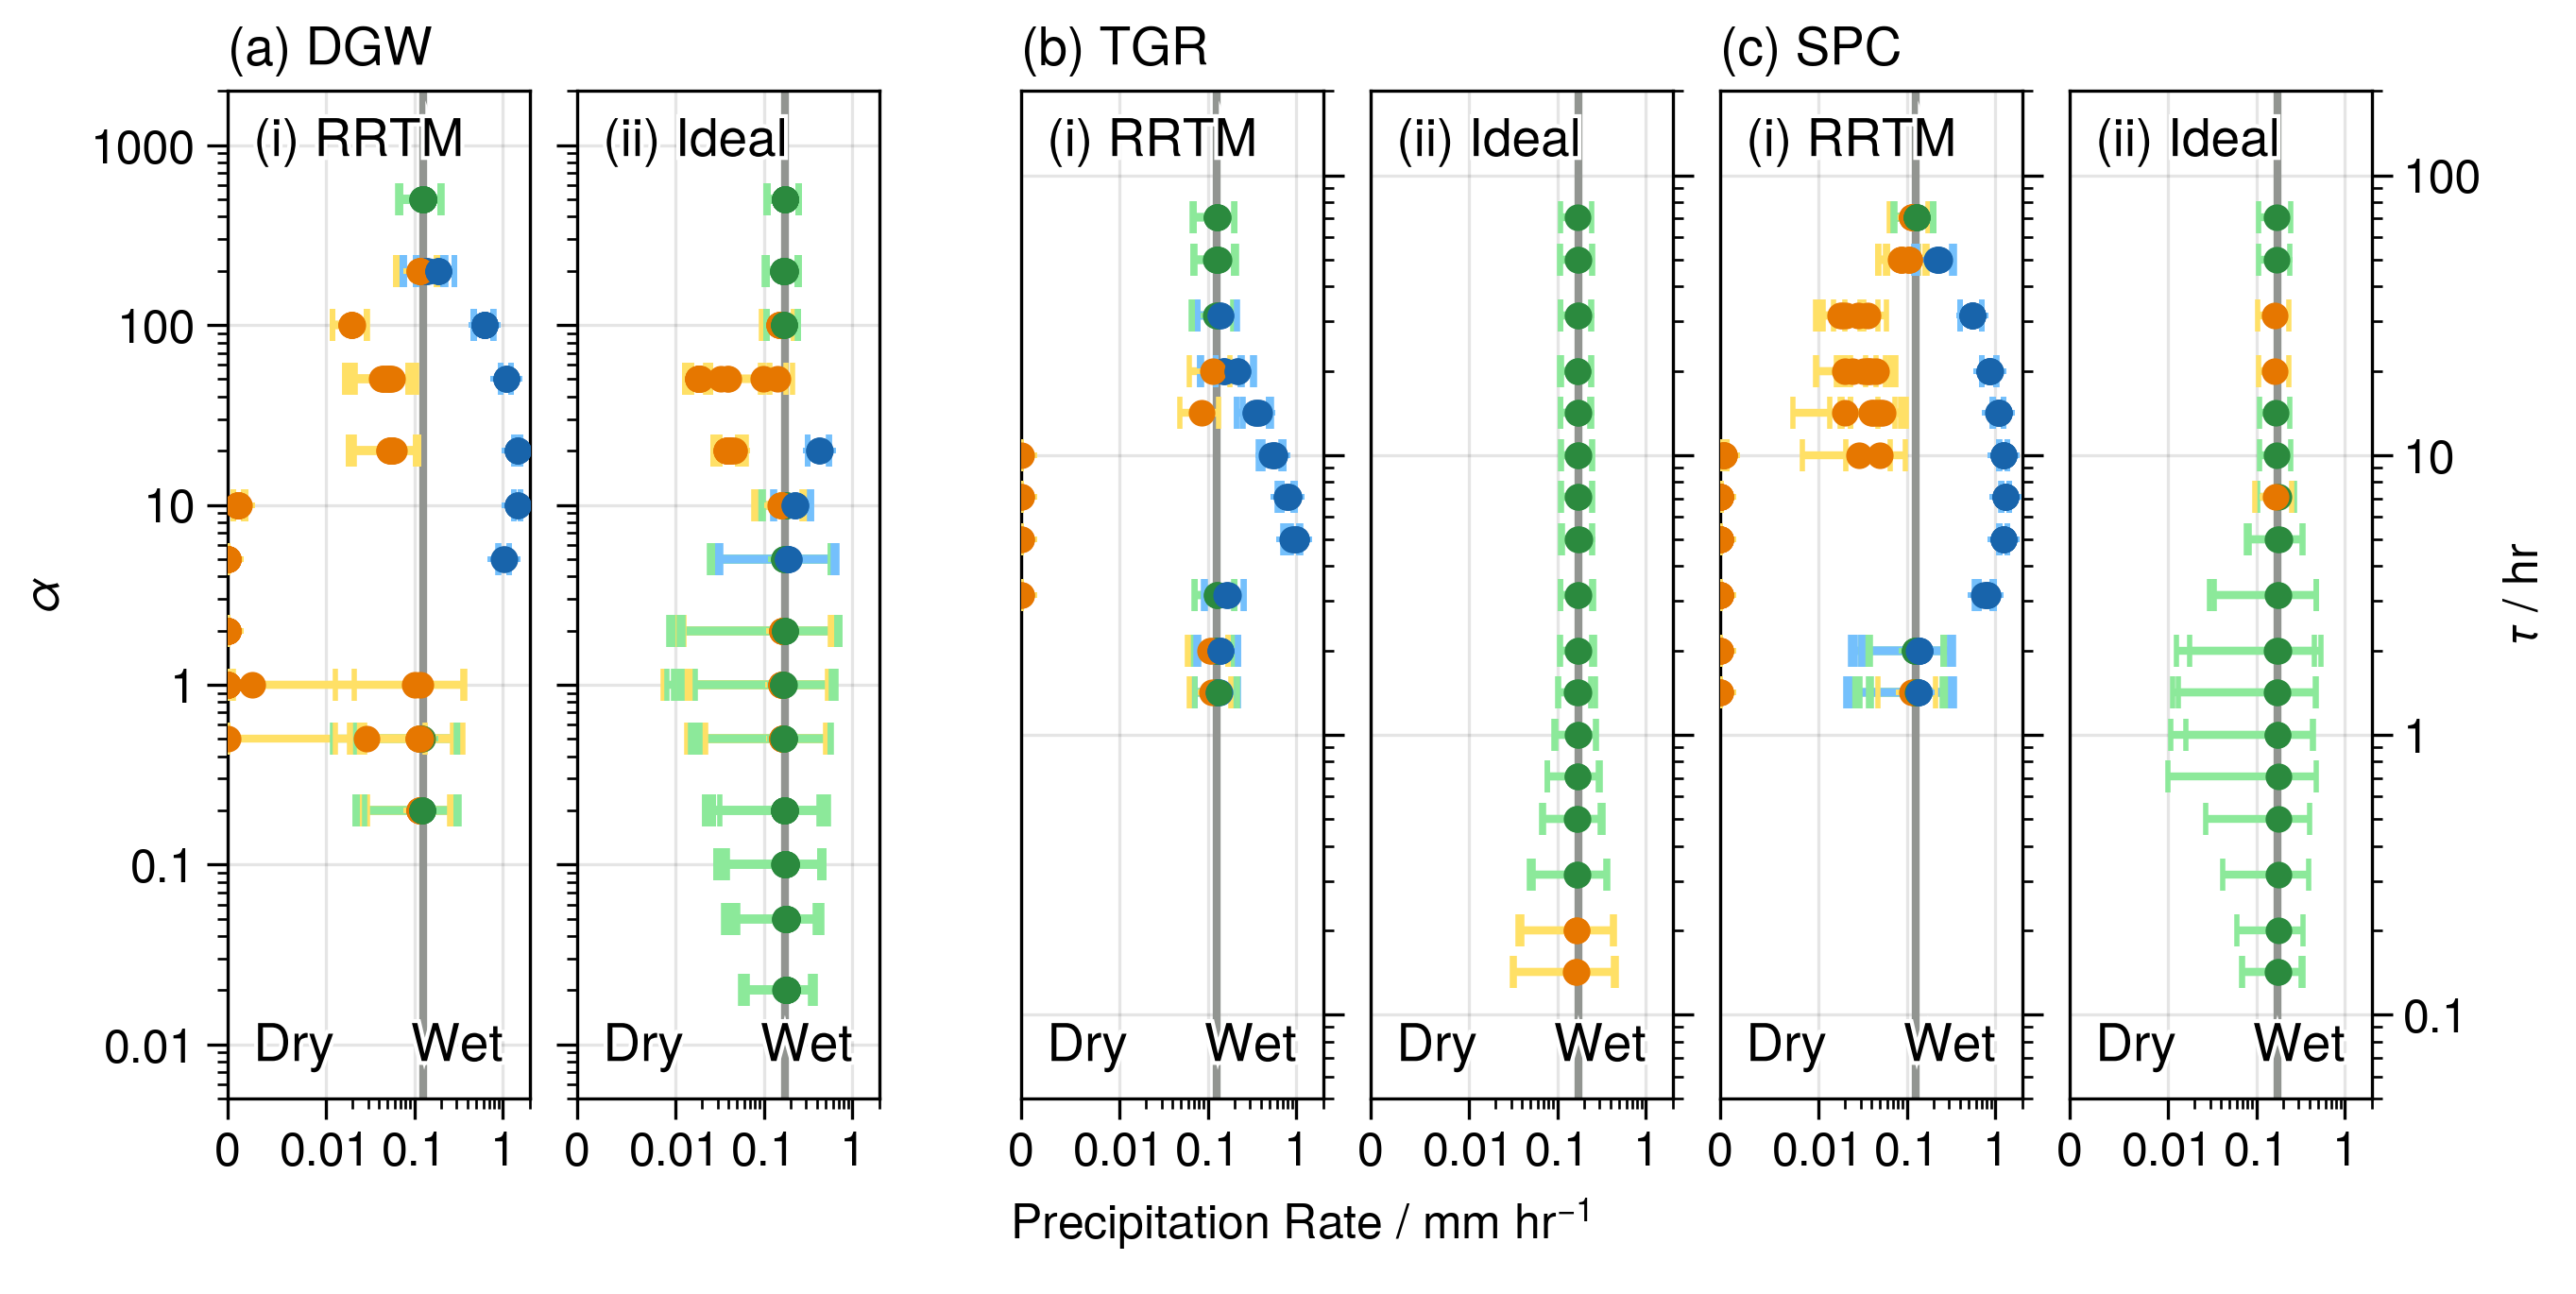 (a) DGW
(b) TGR
(c) SPC
(i) RRTM
(ii) Ideal
(i) RRTM
(ii) Ideal
(i) RRTM
(ii) Ideal
1000
100
10
1
0.1
0.01
α
100
10
1
0.1
τ / hr
Dry Wet
Dry Wet
Dry Wet
Dry Wet
Dry Wet
Dry Wet
0 0.01 0.1 1
0 0.01 0.1 1
0 0.01 0.1 1
0 0.01 0.1 1
0 0.01 0.1 1
0 0.01 0.1 1
Precipitation Rate / mm hr⁻¹